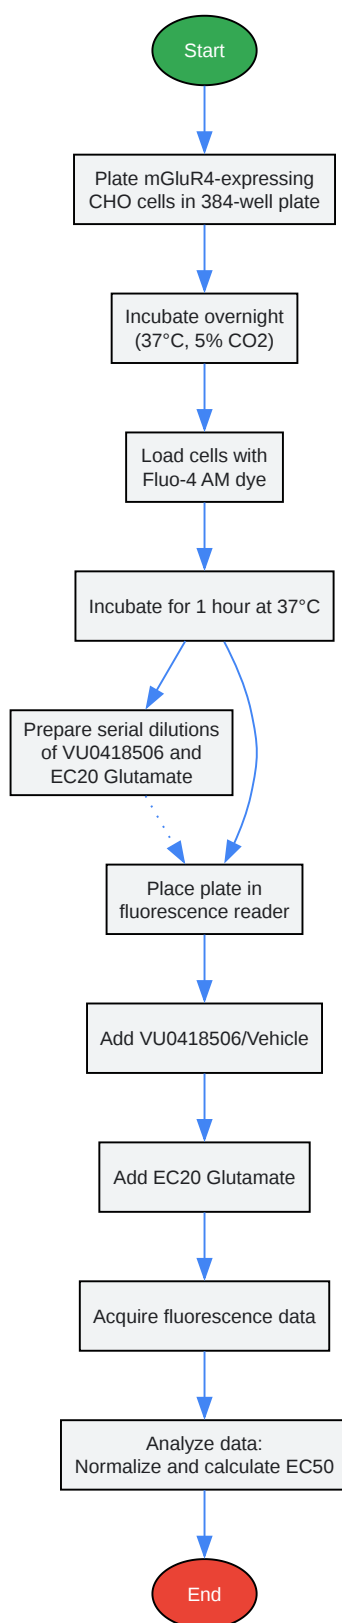 Start
Plate mGluR4-expressing
CHO cells in 384-well plate
Incubate overnight
(37°C, 5% CO2)
Load cells with
Fluo-4 AM dye
Incubate for 1 hour at 37°C
Prepare serial dilutions
of VU0418506 and
EC20 Glutamate
Place plate in
fluorescence reader
Add VU0418506/Vehicle
Add EC20 Glutamate
Acquire fluorescence data
Analyze data:
Normalize and calculate EC50
End